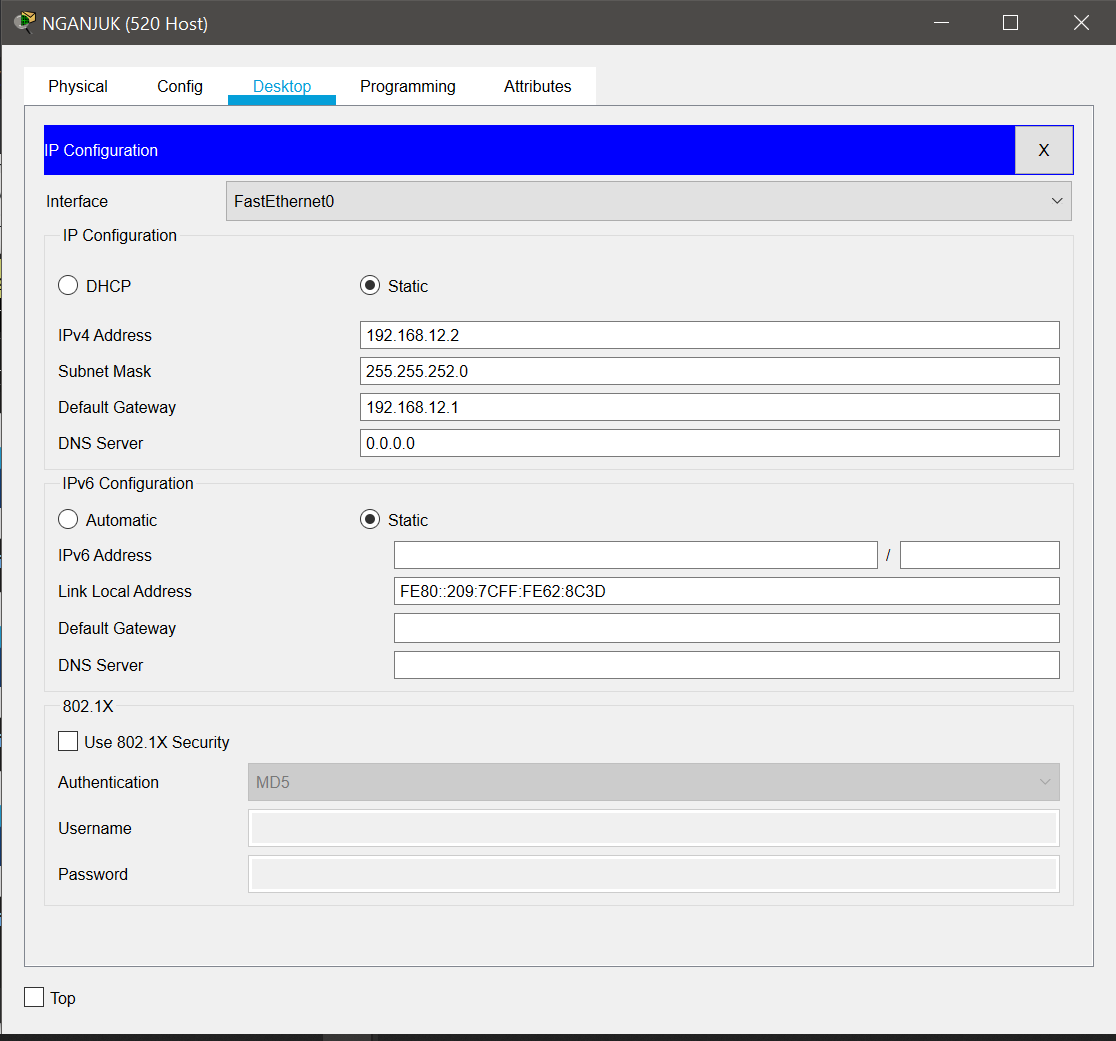 NGANJUK (520 Host)
Physical Config Desktop Programming Attributes
IP Configuration X
Interface FastEthernet0
IP Configuration
DHCP Static
IPv4 Address 192.168.12.2
Subnet Mask 255.255.252.0
Default Gateway 192.168.12.1
DNS Server 0.0.0.0
IPv6 Configuration
Automatic Static
IPv6 Address /
Link Local Address FE80::209:7CFF:FE62:8C3D
Default Gateway
DNS Server
802.1X
Use 802.1X Security
Authentication MD5
Username
Password
Top